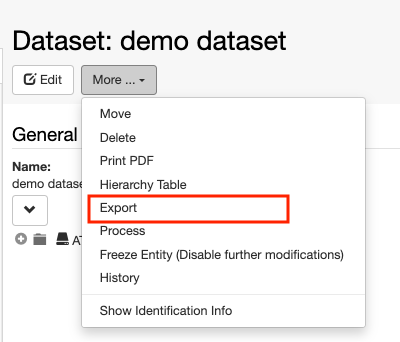 Dataset: demo dataset
Edit
More ...
Move
Delete
Print PDF
Hierarchy Table
Export
Process
Freeze Entity (Disable further modifications)
History
Show Identification Info
General
Name:
demo datase